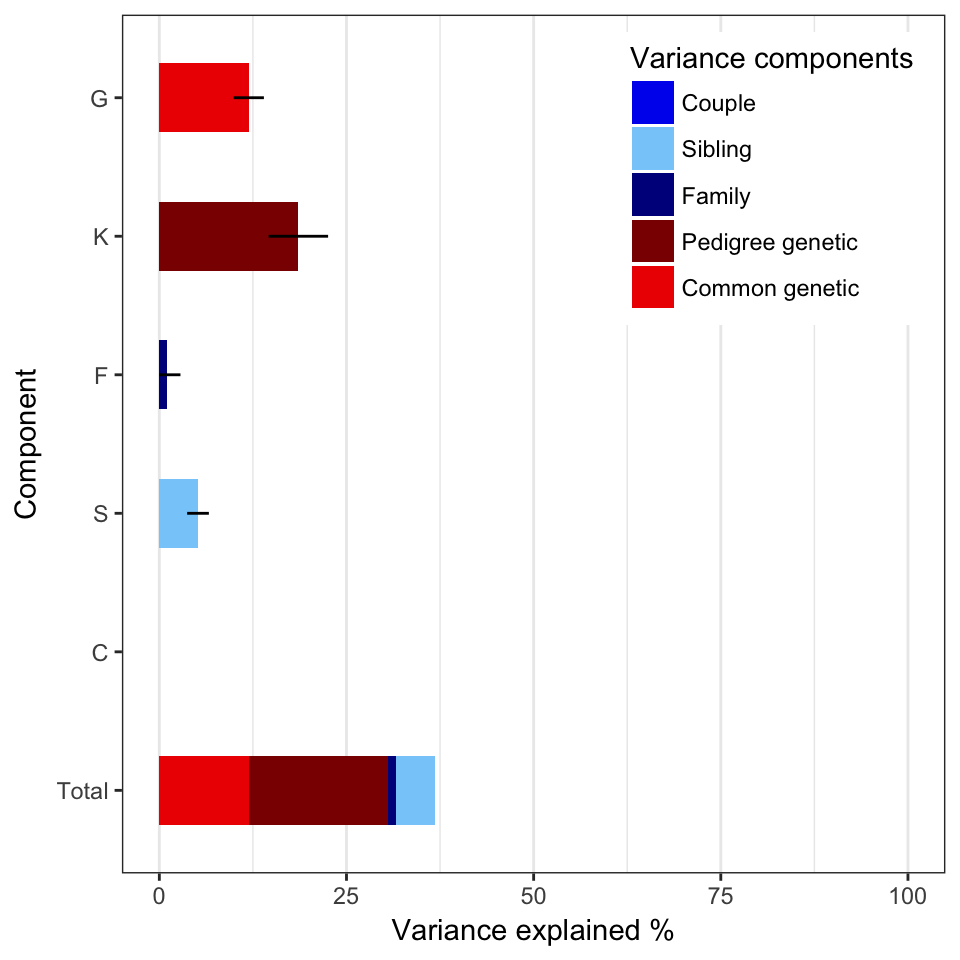 Variance components
Couple
Sibling
Family
Pedigree genetic
Common genetic
G
K
F
S
C
Total
Component
0 25 50 75 100
Variance explained %